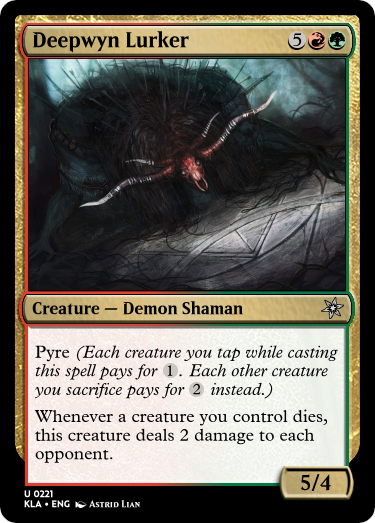 Deepwyn Lurker 5
Creature — Demon Shaman
Pyre (Each creature you tap while casting
this spell pays for 1. Each other creature
you sacrifice pays for 2 instead.)
Whenever a creature you control dies,
this creature deals 2 damage to each
opponent.
5/4
U 0221
KLA • ENG Astrid Lian